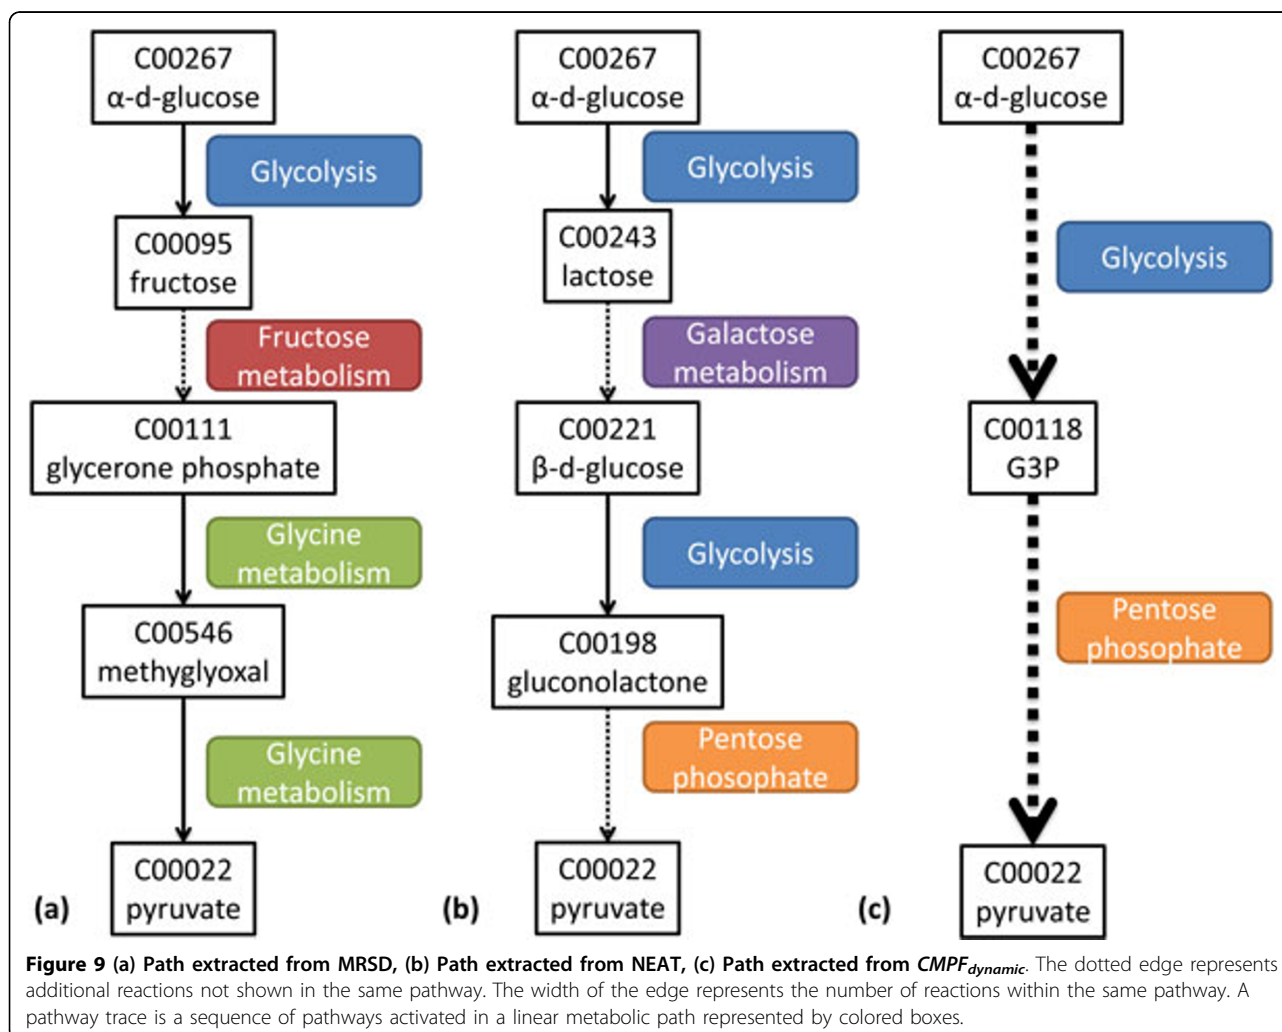 C00267
α-d-glucose
Glycolysis
C00095
fructose
Fructose
metabolism
C00111
glycerone phosphate
Glycine
metabolism
C00546
methyglyoxal
Glycine
metabolism
C00022
pyruvate
(a)
C00267
α-d-glucose
Glycolysis
C00243
lactose
Galactose
metabolism
C00221
β-d-glucose
Glycolysis
C00198
gluconolactone
Pentose
phosophate
C00022
pyruvate
(b)
C00267
α-d-glucose
Glycolysis
C00118
G3P
Pentose
phosophate
C00022
pyruvate
(c)
Figure 9 (a) Path extracted from MRSD, (b) Path extracted from NEAT, (c) Path extracted from CMPFdynamic. The dotted edge represents
additional reactions not shown in the same pathway. The width of the edge represents the number of reactions within the same pathway. A
pathway trace is a sequence of pathways activated in a linear metabolic path represented by colored boxes.